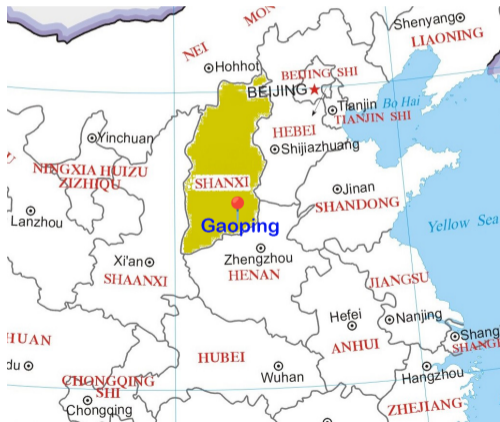 MON
Shenyang
LIAONING
NEI
Hohhot
BEIJING SHI
BEIJING
Tianjin
Bo Hai
TIANJIN SHI
HEBEI
Yinchuan
Shijiazhuang
NINGXIA HUIZU
ZIZHIQU
SHANXI
Jinan
SHANDONG
Lanzhou
Gaoping
Yellow Sea
Xi'an
SHAANXI
Zhengzhou
HENAN
JIANGSU
Hefei
Nanjing
ANHUI
Shang
SHANG
HUAN
du
HUBEI
Wuhan
Hangzhou
CHONGQING
SHI
Chongqing
ZHEJIANG